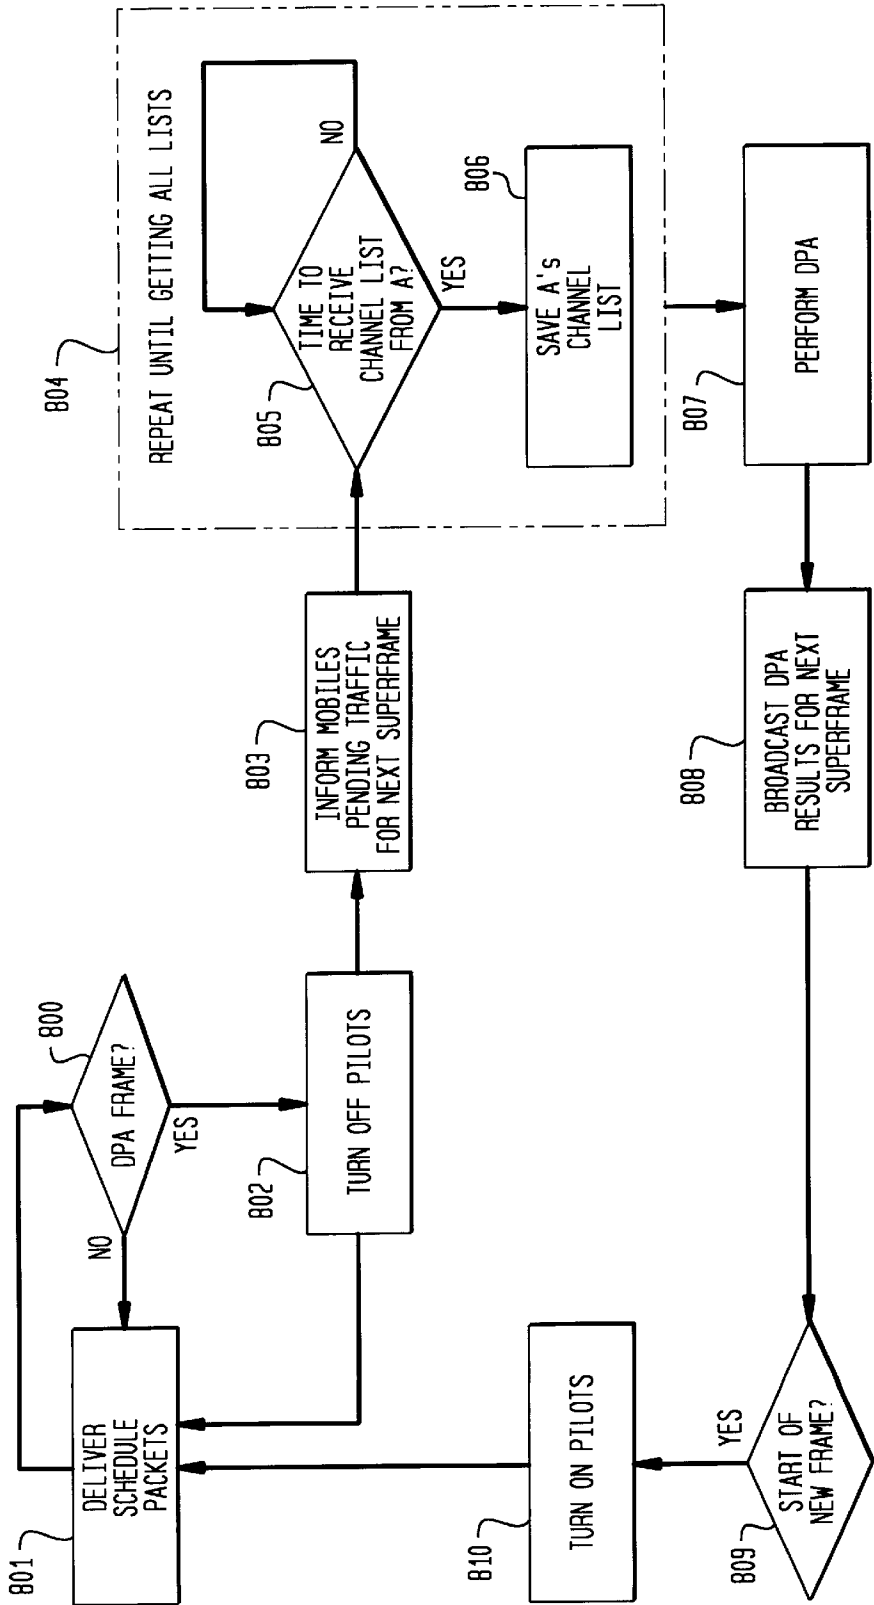 800
DPA FRAME?
NO
YES
801
DELIVER
SCHEDULE
PACKETS
802
TURN OFF PILOTS
803
INFORM MOBILES
PENDING TRAFFIC
FOR NEXT SUPERFRAME
804
REPEAT UNTIL GETTING ALL LISTS
805
TIME TO
RECEIVE
CHANNEL LIST
FROM A?
NO
YES
806
SAVE A's
CHANNEL
LIST
807
PERFORM DPA
808
BROADCAST DPA
RESULTS FOR NEXT
SUPERFRAME
809
START OF
NEW FRAME?
YES
810
TURN ON PILOTS